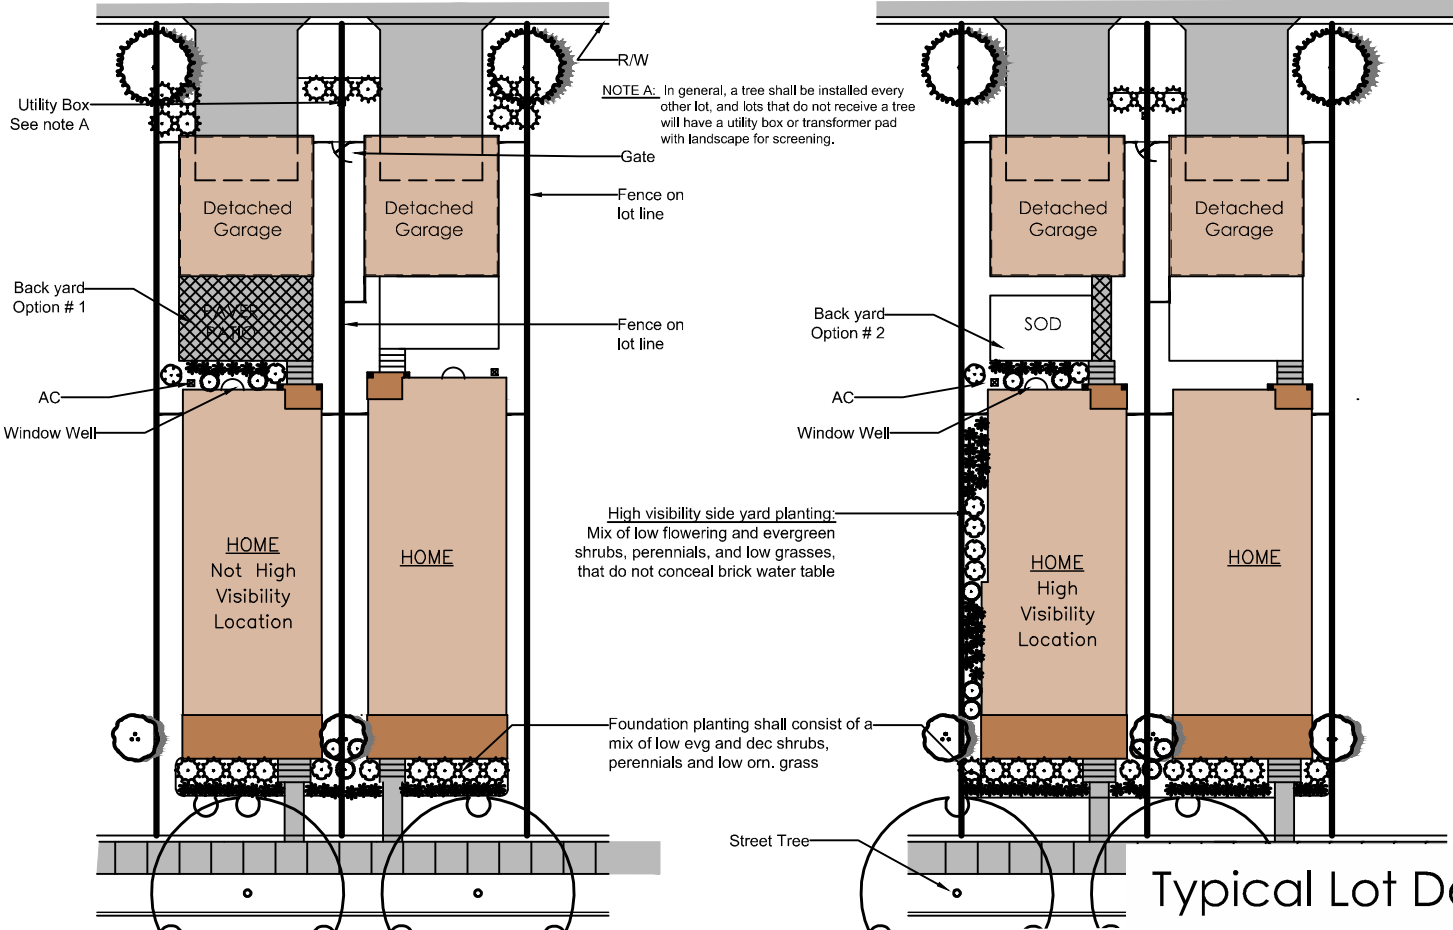 R/W
NOTE A: In general, a tree shall be installed every
other lot, and lots that do not receive a tree
will have a utility box or transformer pad
with landscape for screening.
Utility Box
See note A
Gate
Fence on
lot line
Detached
Garage
Detached
Garage
Detached
Garage
Detached
Garage
Back yard
Option # 1
PAVER
PATIO
Fence on
lot line
Back yard
Option # 2
SOD
AC
Window Well
AC
Window Well
High visibility side yard planting:
Mix of low flowering and evergreen
shrubs, perennials, and low grasses,
that do not conceal brick water table
HOME
Not High
Visibility
Location
HOME
HOME
High
Visibility
Location
HOME
Foundation planting shall consist of a
mix of low evg and dec shrubs,
perennials and low orn. grass
Street Tree
Typical Lot De